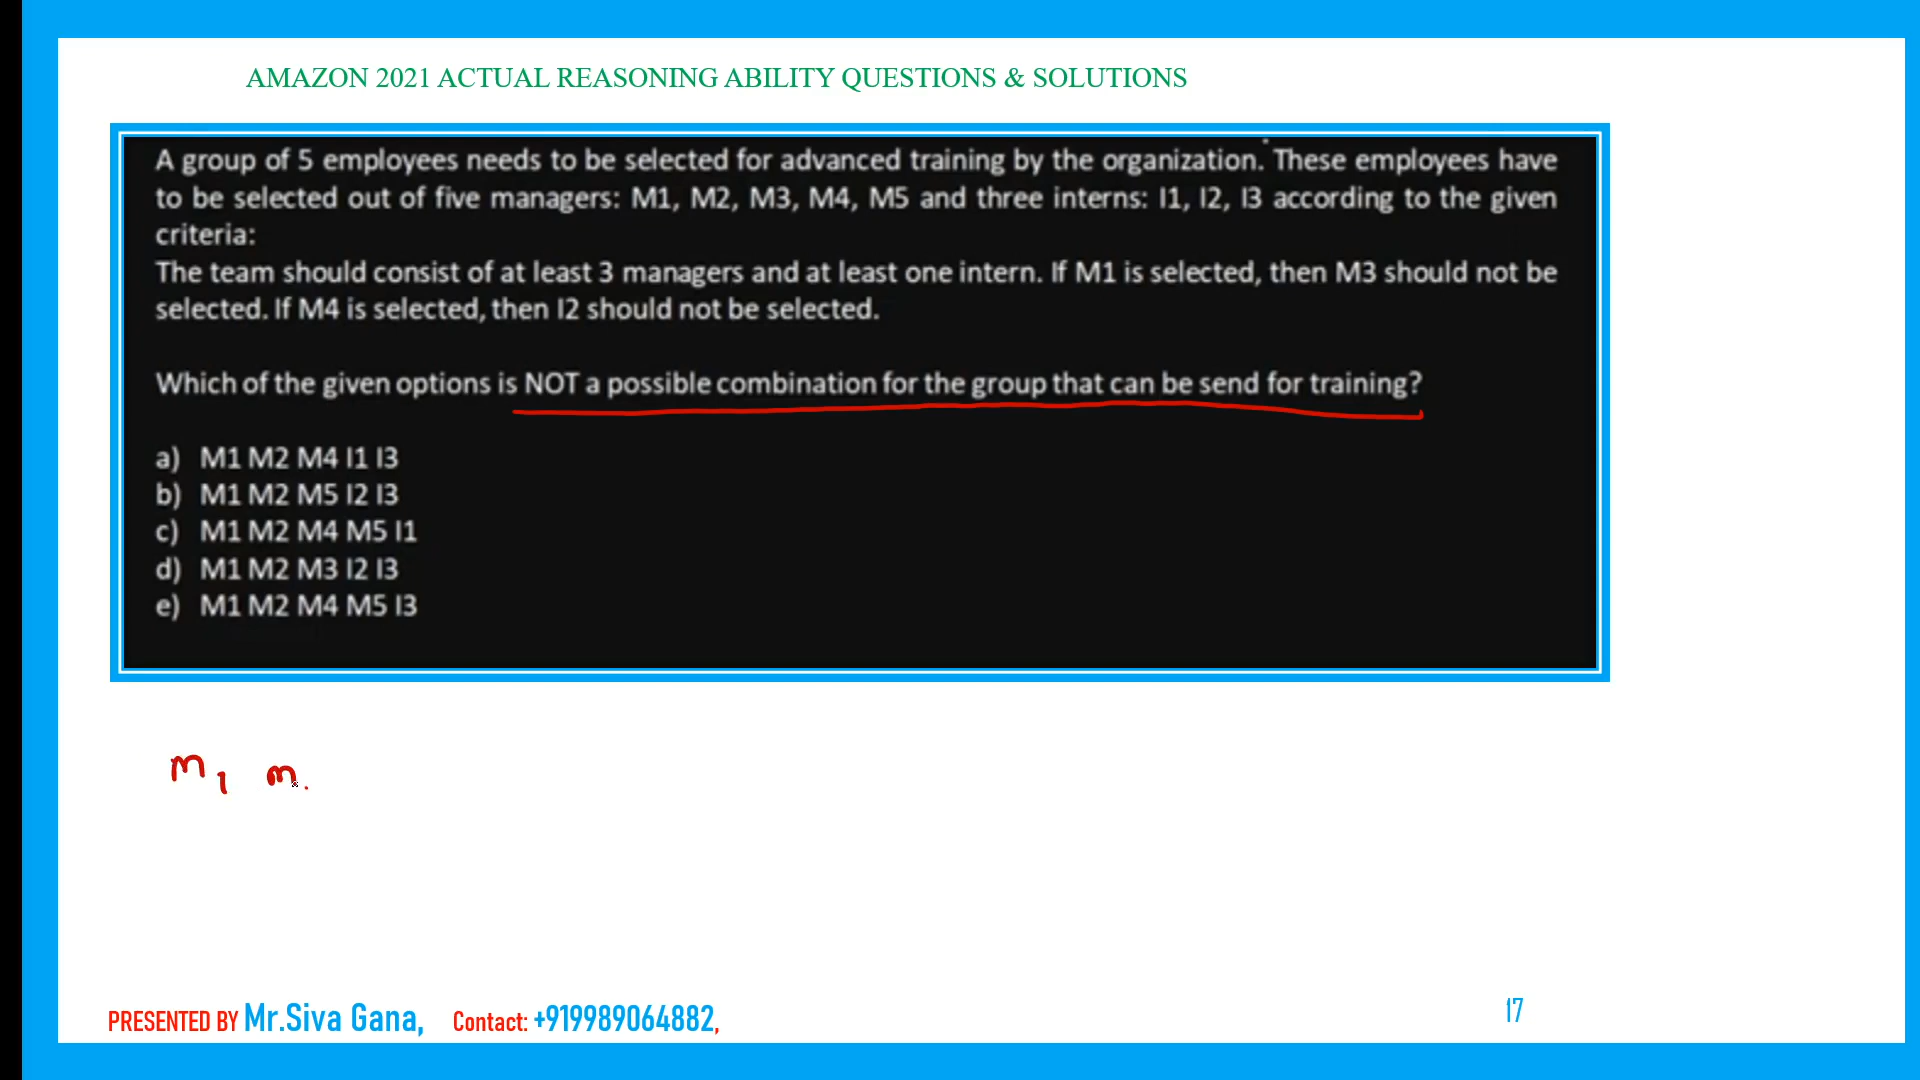 AMAZON 2021 ACTUAL REASONING ABILITY QUESTIONS & SOLUTIONS
A group of 5 employees needs to be selected for advanced training by the organization. These employees have
to be selected out of five managers: M1, M2, M3, M4, M5 and three interns: I1, I2, I3 according to the given
criteria:
The team should consist of at least 3 managers and at least one intern. If M1 is selected, then M3 should not be
selected. If M4 is selected, then I2 should not be selected.
Which of the given options is NOT a possible combination for the group that can be send for training?
a) M1 M2 M4 I1 I3
b) M1 M2 M5 I2 I3
c) M1 M2 M4 M5 I1
d) M1 M2 M3 I2 I3
e) M1 M2 M4 M5 I3
m1 m
PRESENTED BY Mr.Siva Gana, Contact: +919989064882,
17